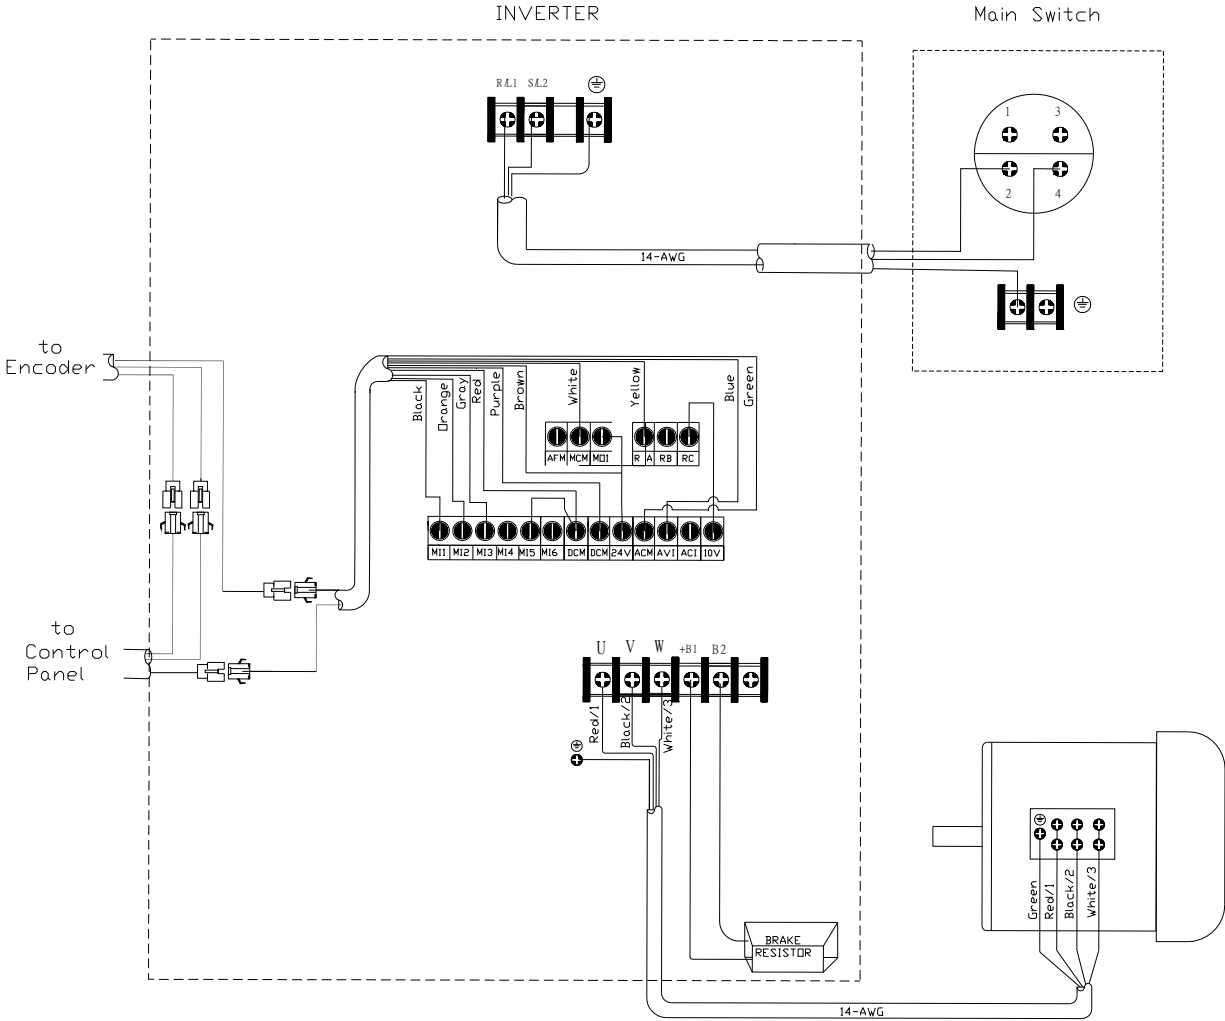 INVERTER
Main Switch
R/L1 S/L2
1 3
2 4
14-AWG
to
Encoder
Black
Orange
Gray
Red
Purple
Brown
White
Yellow
Blue
Green
AFM MCM MO1
RA RB RC
MI1 MI2 MI3 MI4 MI5 MI6 DCM DCM 24V ACM AVI ACI 10V
to
Control
Panel
U V W +B1 B2
Red/1
Black/2
White/3
Green
Red/1
Black/2
White/3
BRAKE
RESISTOR
14-AWG